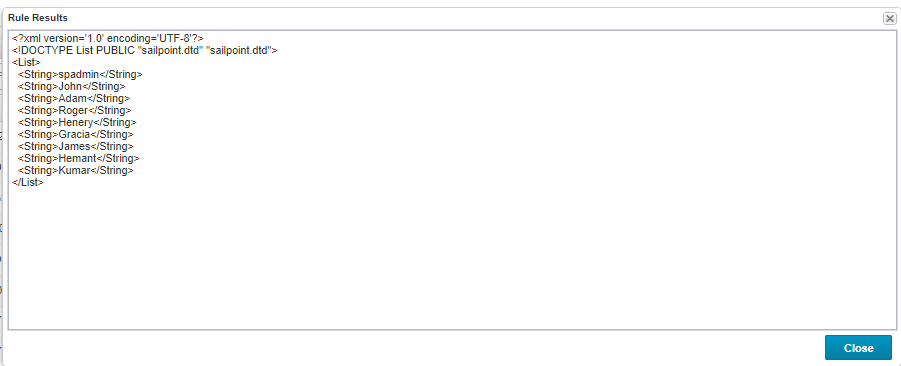 Rule Results
<?xml version='1.0' encoding='UTF-8'?>
<!DOCTYPE List PUBLIC "sailpoint.dtd" "sailpoint.dtd">
<List>
<String>spadmin</String>
<String>John</String>
<String>Adam</String>
<String>Roger</String>
<String>Henery</String>
<String>Gracia</String>
<String>James</String>
<String>Hemant</String>
<String>Kumar</String>
</List>
Close